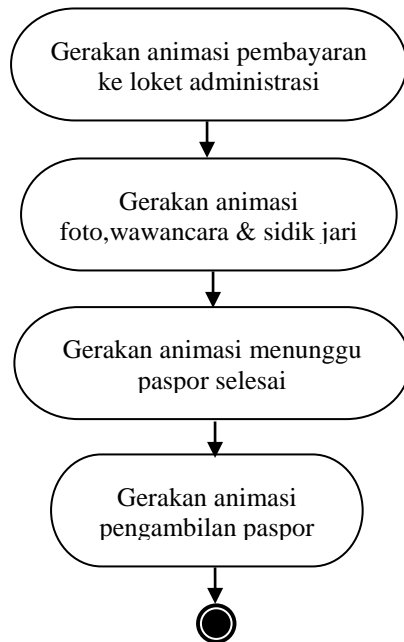 Gerakan animasi pembayaran
ke loket administrasi
Gerakan animasi
foto,wawancara & sidik jari
Gerakan animasi menunggu
paspor selesai
Gerakan animasi
pengambilan paspor